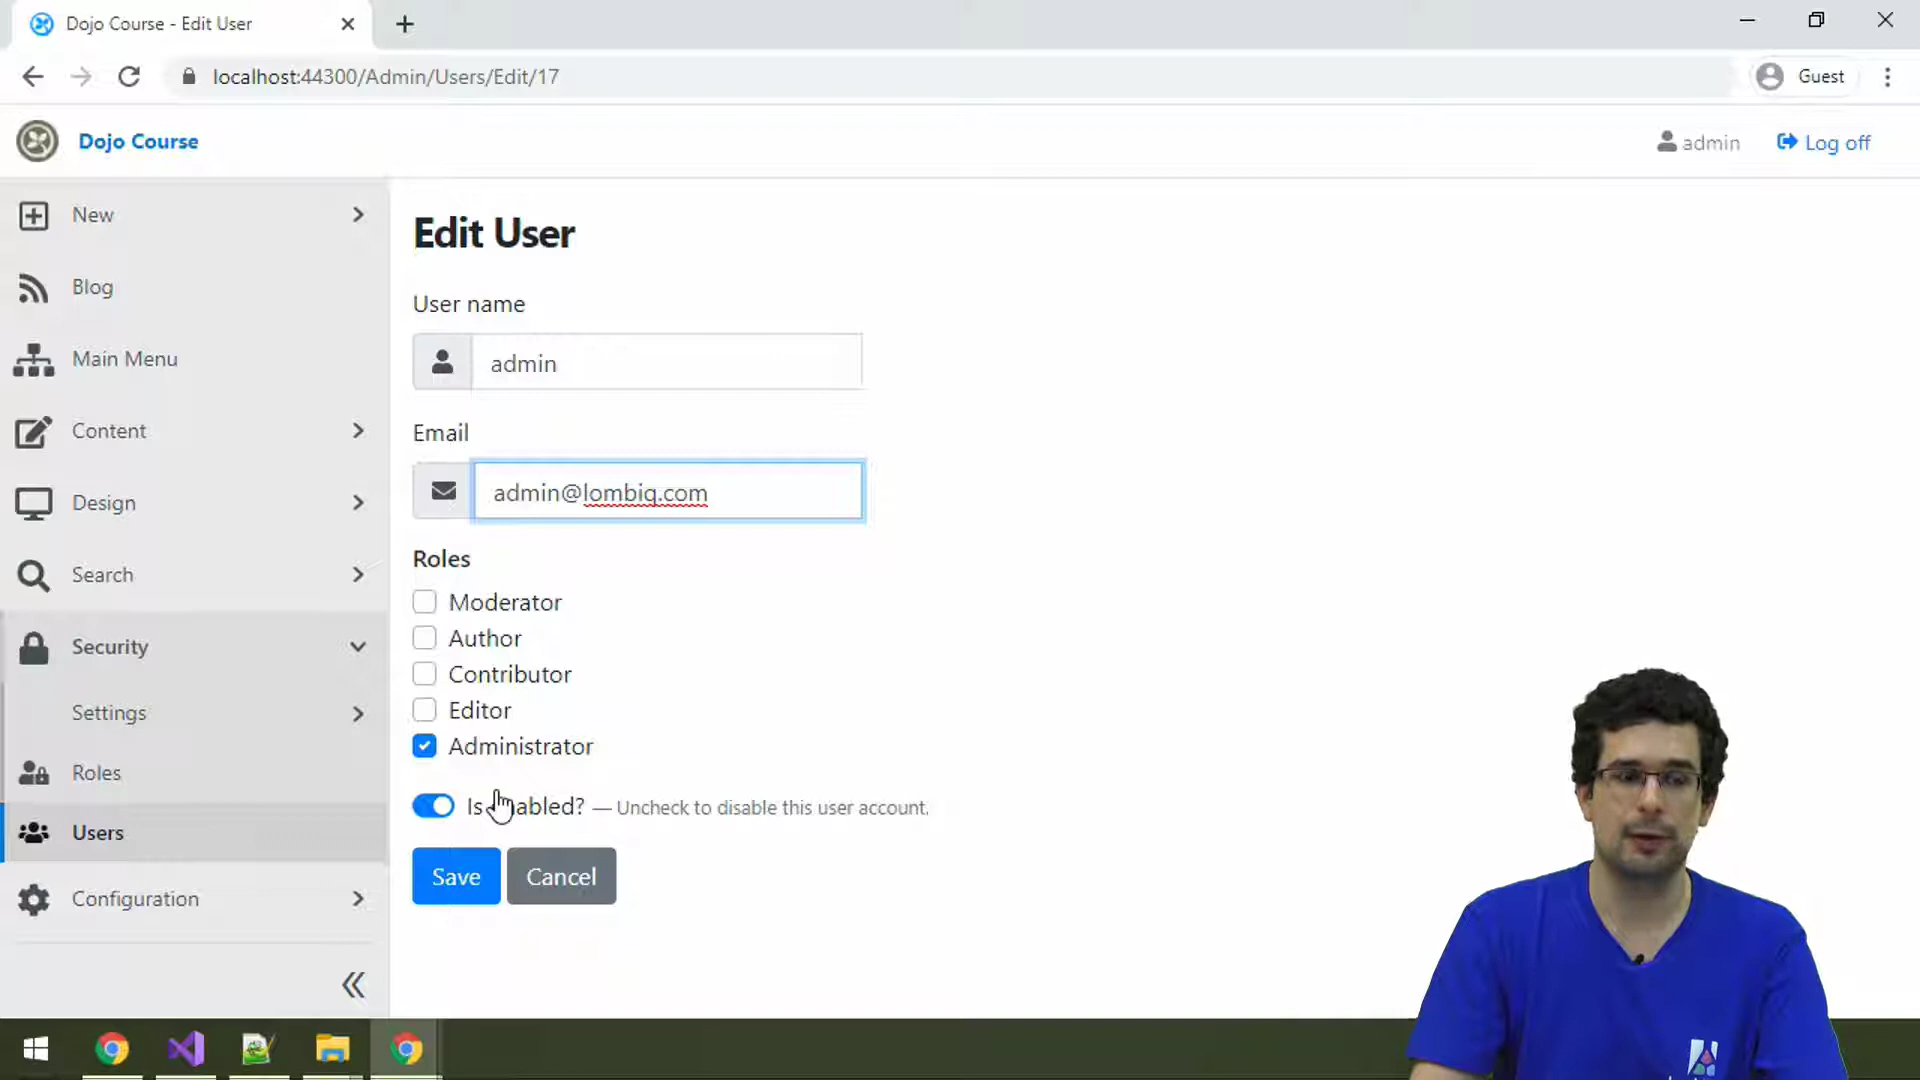 Dojo Course - Edit User
localhost:44300/Admin/Users/Edit/17
Guest
Dojo Course
admin
Log off
New
Blog
Main Menu
Content
Design
Search
Security
Settings
Roles
Users
Configuration
Edit User
User name
admin
Email
admin@lombiq.com
Roles
Moderator
Author
Contributor
Editor
Administrator
Is enabled? — Uncheck to disable this user account.
Save Cancel